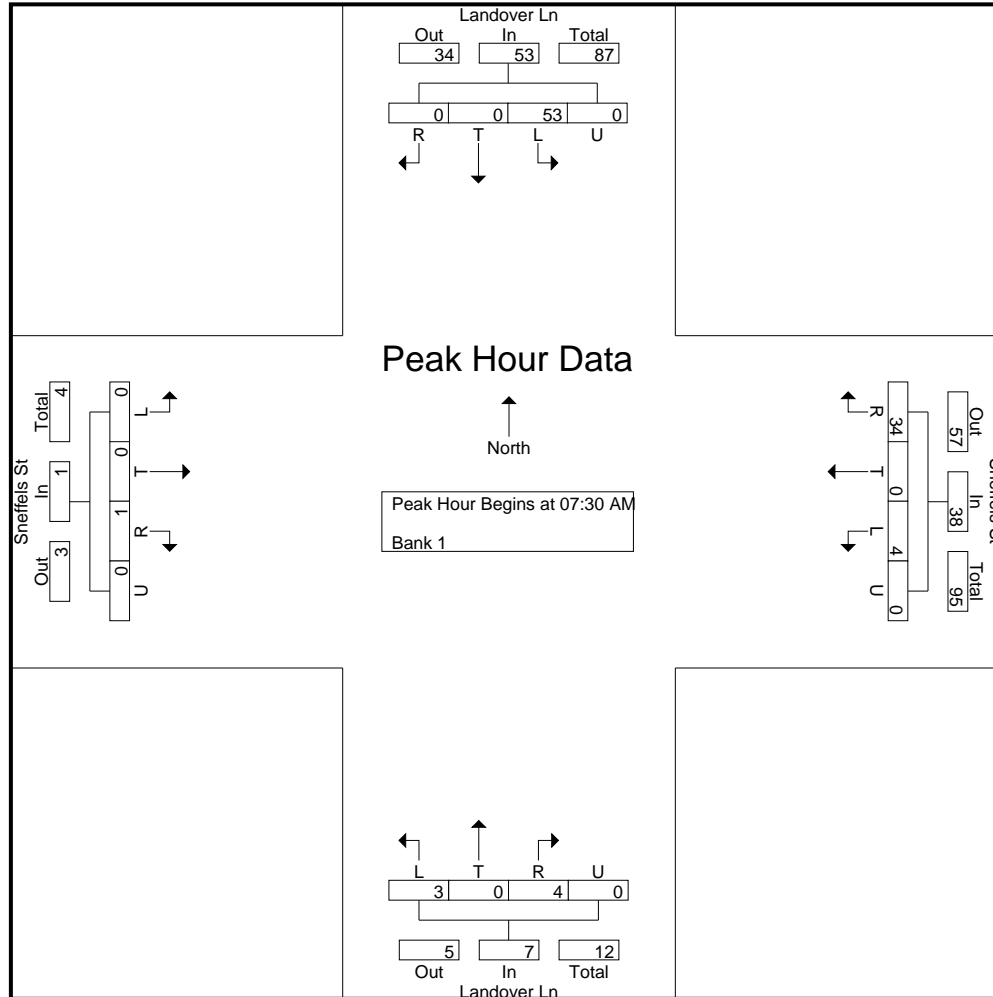 Landover Ln
Out In Total
34 53 87
0 0 53 0
R T L U
Peak Hour Data
North
Peak Hour Begins at 07:30 AM
Bank 1
Sneffels St
Total In Out
4 1 3
0 0 1 0
L T R U
Out In Total
57 38 95
34 0 4 0
R T L U
L T R U
3 0 4 0
5 7 12
Out In Total
Landover Ln